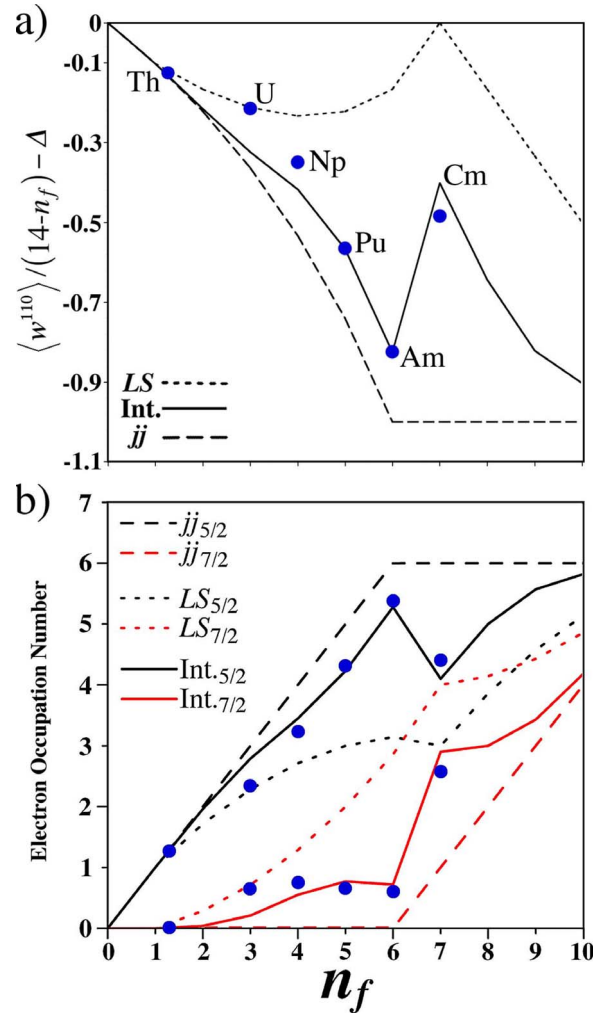 a)
⟨w¹¹⁰⟩/(14-n_f) − Δ
0
-0.1
-0.3
-0.5
-0.7
-0.9
-1.1
Th
U
Np
Pu
Am
Cm
LS
Int.
jj
b)
Electron Occupation Number
7
6
5
4
3
2
1
0
jj5/2
jj7/2
LS5/2
LS7/2
Int.5/2
Int.7/2
0 1 2 3 4 5 6 7 8 9 10
n_f